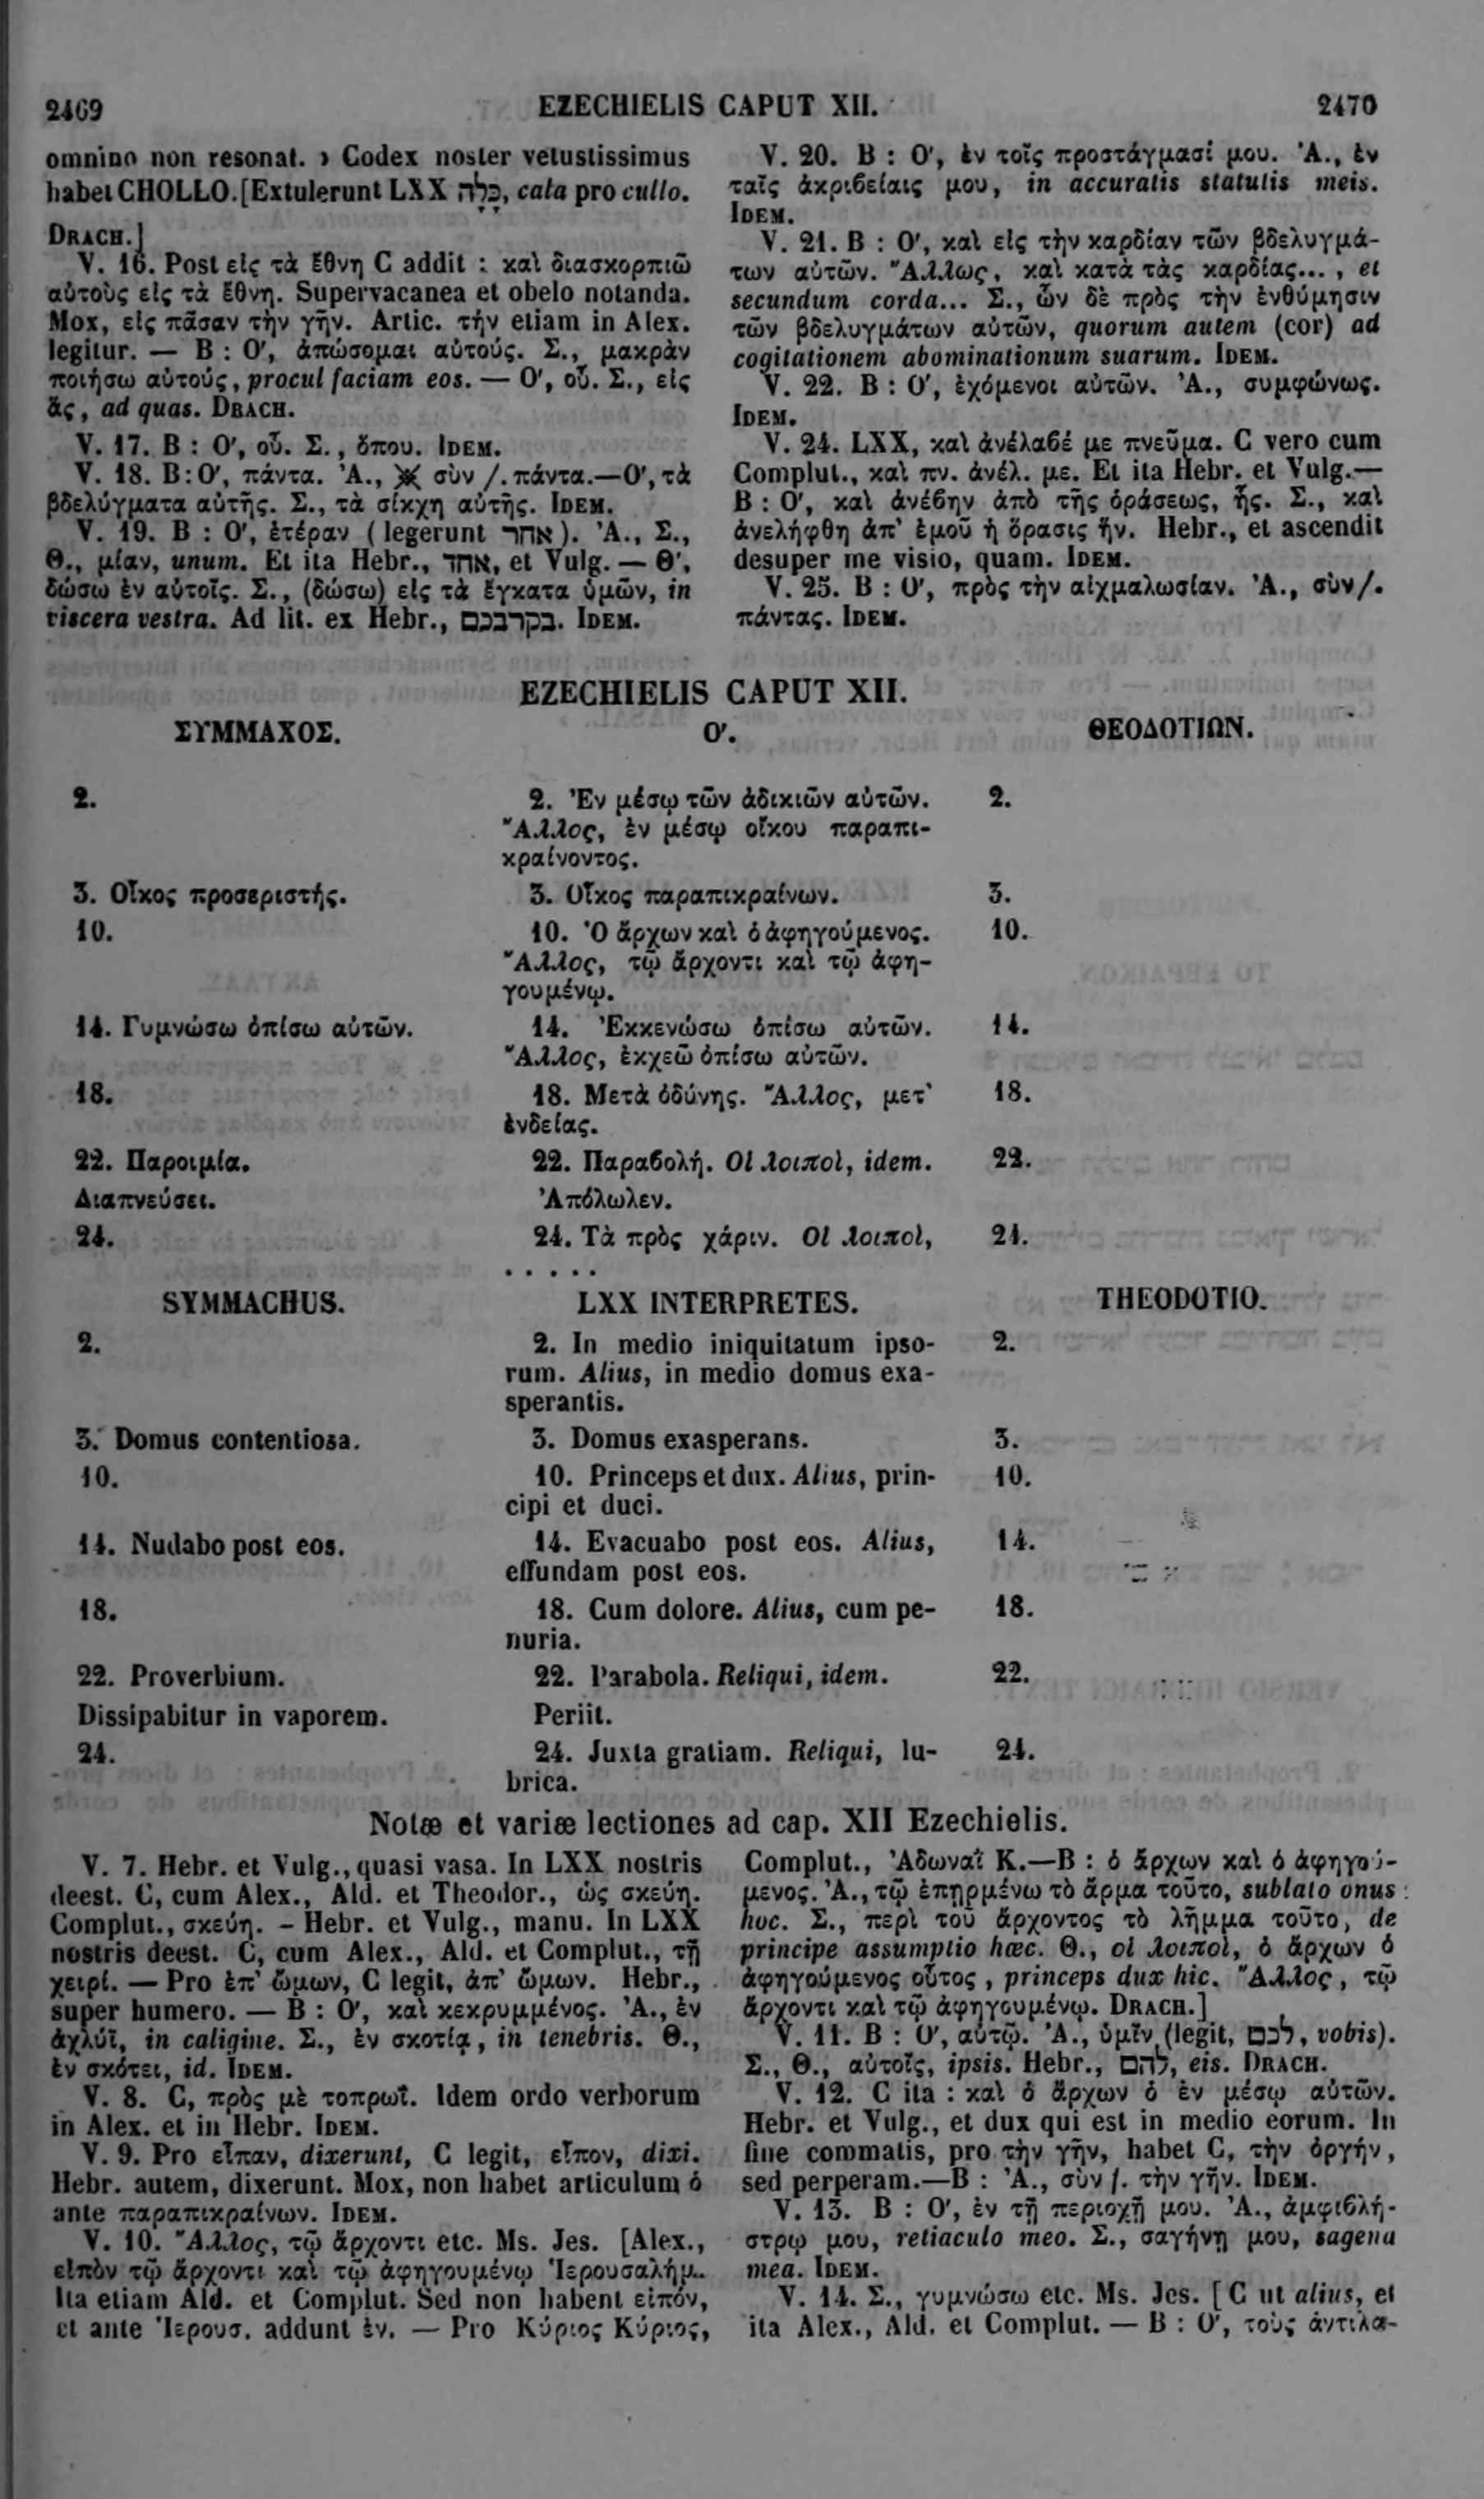 2469 EZECHIELIS CAPUT XII. 2470
omnino non resonat. › Codex noster vetustissimus
habet CHOLLO. [Extulerunt LXX כָּלָה, cala pro cullo.
DRACH.]
V. 16. Post εἰς τὰ ἔθνη C addit : καὶ διασκορπιῶ
αὐτοὺς εἰς τὰ ἔθνη. Supervacanea et obelo notanda.
Mox, εἰς πᾶσαν τὴν γῆν. Artic. τήν etiam in Alex.
legitur. — B : Ο', ἀπώσομαι αὐτούς. Σ., μακρὰν
ποιήσω αὐτούς, procul faciam eos. — Ο', οὗ. Σ., εἰς
ἃς, ad quas. DRACH.
V. 17. B : Ο', οὗ. Σ., ὅπου. IDEM.
V. 18. B : Ο', πάντα. Ἀ., ※ σὺν /. πάντα.—Ο', τὰ
βδελύγματα αὐτῆς. Σ., τὰ σίκχη αὐτῆς. IDEM.
V. 19. B : Ο', ἑτέραν (legerunt אחר). Ἀ., Σ.,
Θ., μίαν, unum. Et ita Hebr., אחד, et Vulg. — Θ',
δώσω ἐν αὐτοῖς. Σ., (δώσω) εἰς τὰ ἔγκατα ὑμῶν, in
viscera vestra. Ad lit. ex Hebr., בקרבכם. IDEM.
V. 20. B : Ο', ἐν τοῖς προστάγμασί μου. Ἀ., ἐν
ταῖς ἀκριβείαις μου, in accuratis statutis meis.
IDEM.
V. 21. B : Ο', καὶ εἰς τὴν καρδίαν τῶν βδελυγμά-
των αὐτῶν. Ἄλλως, καὶ κατὰ τὰς καρδίας... , et
secundum corda... Σ., ὧν δὲ πρὸς τὴν ἐνθύμησιν
τῶν βδελυγμάτων αὐτῶν, quorum autem (cor) ad
cogitationem abominationum suarum. IDEM.
V. 22. B : Ο', ἐχόμενοι αὐτῶν. Ἀ., συμφώνως.
IDEM.
V. 24. LXX, καὶ ἀνέλαβέ με πνεῦμα. C vero cum
Complut., καὶ πν. ἀνέλ. με. Et ita Hebr. et Vulg.—
B : Ο', καὶ ἀνέβην ἀπὸ τῆς ὁράσεως, ἧς. Σ., καὶ
ἀνελήφθη ἀπ' ἐμοῦ ἡ ὅρασις ἥν. Hebr., et ascendit
desuper me visio, quam. IDEM.
V. 25. B : Ο', πρὸς τὴν αἰχμαλωσίαν. Ἀ., σὺν /.
πάντας. IDEM.
EZECHIELIS CAPUT XII.
ΣΥΜΜΑΧΟΣ. Ο'. ΘΕΟΔΟΤΙΩΝ.
2. 2. Ἐν μέσῳ τῶν ἀδικιῶν αὐτῶν. 2.
Ἄλλος, ἐν μέσῳ οἴκου παραπι-
κραίνοντος.
3. Οἶκος προσεριστής. 3. Οἶκος παραπικραίνων. 3.
10. 10. Ὁ ἄρχων καὶ ὁ ἀφηγούμενος. 10.
Ἄλλος, τῷ ἄρχοντι καὶ τῷ ἀφη-
γουμένῳ.
14. Γυμνώσω ὀπίσω αὐτῶν. 14. Ἐκκενώσω ὀπίσω αὐτῶν. 14.
Ἄλλος, ἐκχεῶ ὀπίσω αὐτῶν.
18. 18. Μετὰ ὀδύνης. Ἄλλος, μετ' 18.
ἐνδείας.
22. Παροιμία. 22. Παραβολή. Οἱ λοιποὶ, idem. 22.
Διαπνεύσει. Ἀπόλωλεν.
24. 24. Τὰ πρὸς χάριν. Οἱ λοιποὶ, 24.
. . . . .
SYMMACHUS. LXX INTERPRETES. THEODOTIO.
2. 2. In medio iniquitatum ipso- 2.
rum. Alius, in medio domus exa-
sperantis.
3. Domus contentiosa. 3. Domus exasperans. 3.
10. 10. Princeps et dux. Alius, prin- 10.
cipi et duci.
14. Nudabo post eos. 14. Evacuabo post eos. Alius, 14.
effundam post eos.
18. 18. Cum dolore. Alius, cum pe- 18.
nuria.
22. Proverbium. 22. Parabola. Reliqui, idem. 22.
Dissipabitur in vaporem. Periit.
24. 24. Juxta gratiam. Reliqui, lu- 24.
brica.
Notæ et variæ lectiones ad cap. XII Ezechielis.
V. 7. Hebr. et Vulg., quasi vasa. In LXX nostris
deest. C, cum Alex., Ald. et Theodor., ὡς σκεύη.
Complut., σκεύη. – Hebr. et Vulg., manu. In LXX
nostris deest. C, cum Alex., Ald. et Complut., τῇ
χειρί. — Pro ἐπ' ὤμων, C legit, ἀπ' ὤμων. Hebr.,
super humero. — B : Ο', καὶ κεκρυμμένος. Ἀ., ἐν
ἀχλύϊ, in caligine. Σ., ἐν σκοτίᾳ, in tenebris. Θ.,
ἐν σκότει, id. IDEM.
V. 8. C, πρὸς μὲ τοπρωΐ. Idem ordo verborum
in Alex. et in Hebr. IDEM.
V. 9. Pro εἶπαν, dixerunt, C legit, εἶπον, dixi.
Hebr. autem, dixerunt. Mox, non habet articulum ὁ
ante παραπικραίνων. IDEM.
V. 10. Ἄλλος, τῷ ἄρχοντι etc. Ms. Jes. [Alex.,
εἰπὸν τῷ ἄρχοντι καὶ τῷ ἀφηγουμένῳ Ἱερουσαλήμ.
Ita etiam Ald. et Complut. Sed non habent εἰπόν,
et ante Ἱερουσ. addunt ἐν. — Pro Κύριος Κύριος,
Complut., Ἀδωναῒ Κ.—B : ὁ ἄρχων καὶ ὁ ἀφηγού-
μενος. Ἀ., τῷ ἐπηρμένω τὸ ἅρμα τοῦτο, sublato onus
hoc. Σ., περὶ τοῦ ἄρχοντος τὸ λῆμμα τοῦτο, de
principe assumptio hæc. Θ., οἱ λοιποὶ, ὁ ἄρχων ὁ
ἀφηγούμενος οὗτος, princeps dux hic. Ἄλλος, τῷ
ἄρχοντι καὶ τῷ ἀφηγουμένῳ. DRACH.]
V. 11. B : Ο', αὐτῷ. Ἀ., ὑμῖν (legit, לכם, vobis).
Σ., Θ., αὐτοῖς, ipsis. Hebr., להם, eis. DRACH.
V. 12. C ita : καὶ ὁ ἄρχων ὁ ἐν μέσῳ αὐτῶν.
Hebr. et Vulg., et dux qui est in medio eorum. In
fine commatis, pro τὴν γῆν, habet C, τὴν ὀργήν,
sed perperam.—B : Ἀ., σὺν /. τὴν γῆν. IDEM.
V. 13. B : Ο', ἐν τῇ περιοχῇ μου. Ἀ., ἀμφιβλή-
στρῳ μου, retiaculo meo. Σ., σαγήνῃ μου, sagena
mea. IDEM.
V. 14. Σ., γυμνώσω etc. Ms. Jes. [C ut alius, et
ita Alex., Ald. et Complut. — B : Ο', τοὺς ἀντιλα-